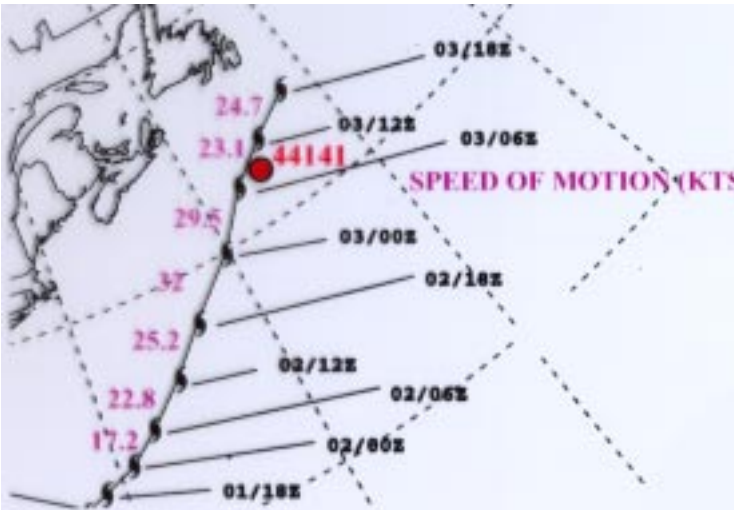 03/18Z
24.7
03/12Z
23.1
03/06Z
44141
SPEED OF MOTION (KTS
29.5
03/00Z
32
02/18Z
25.2
02/12Z
22.8
02/06Z
17.2
02/00Z
01/18Z